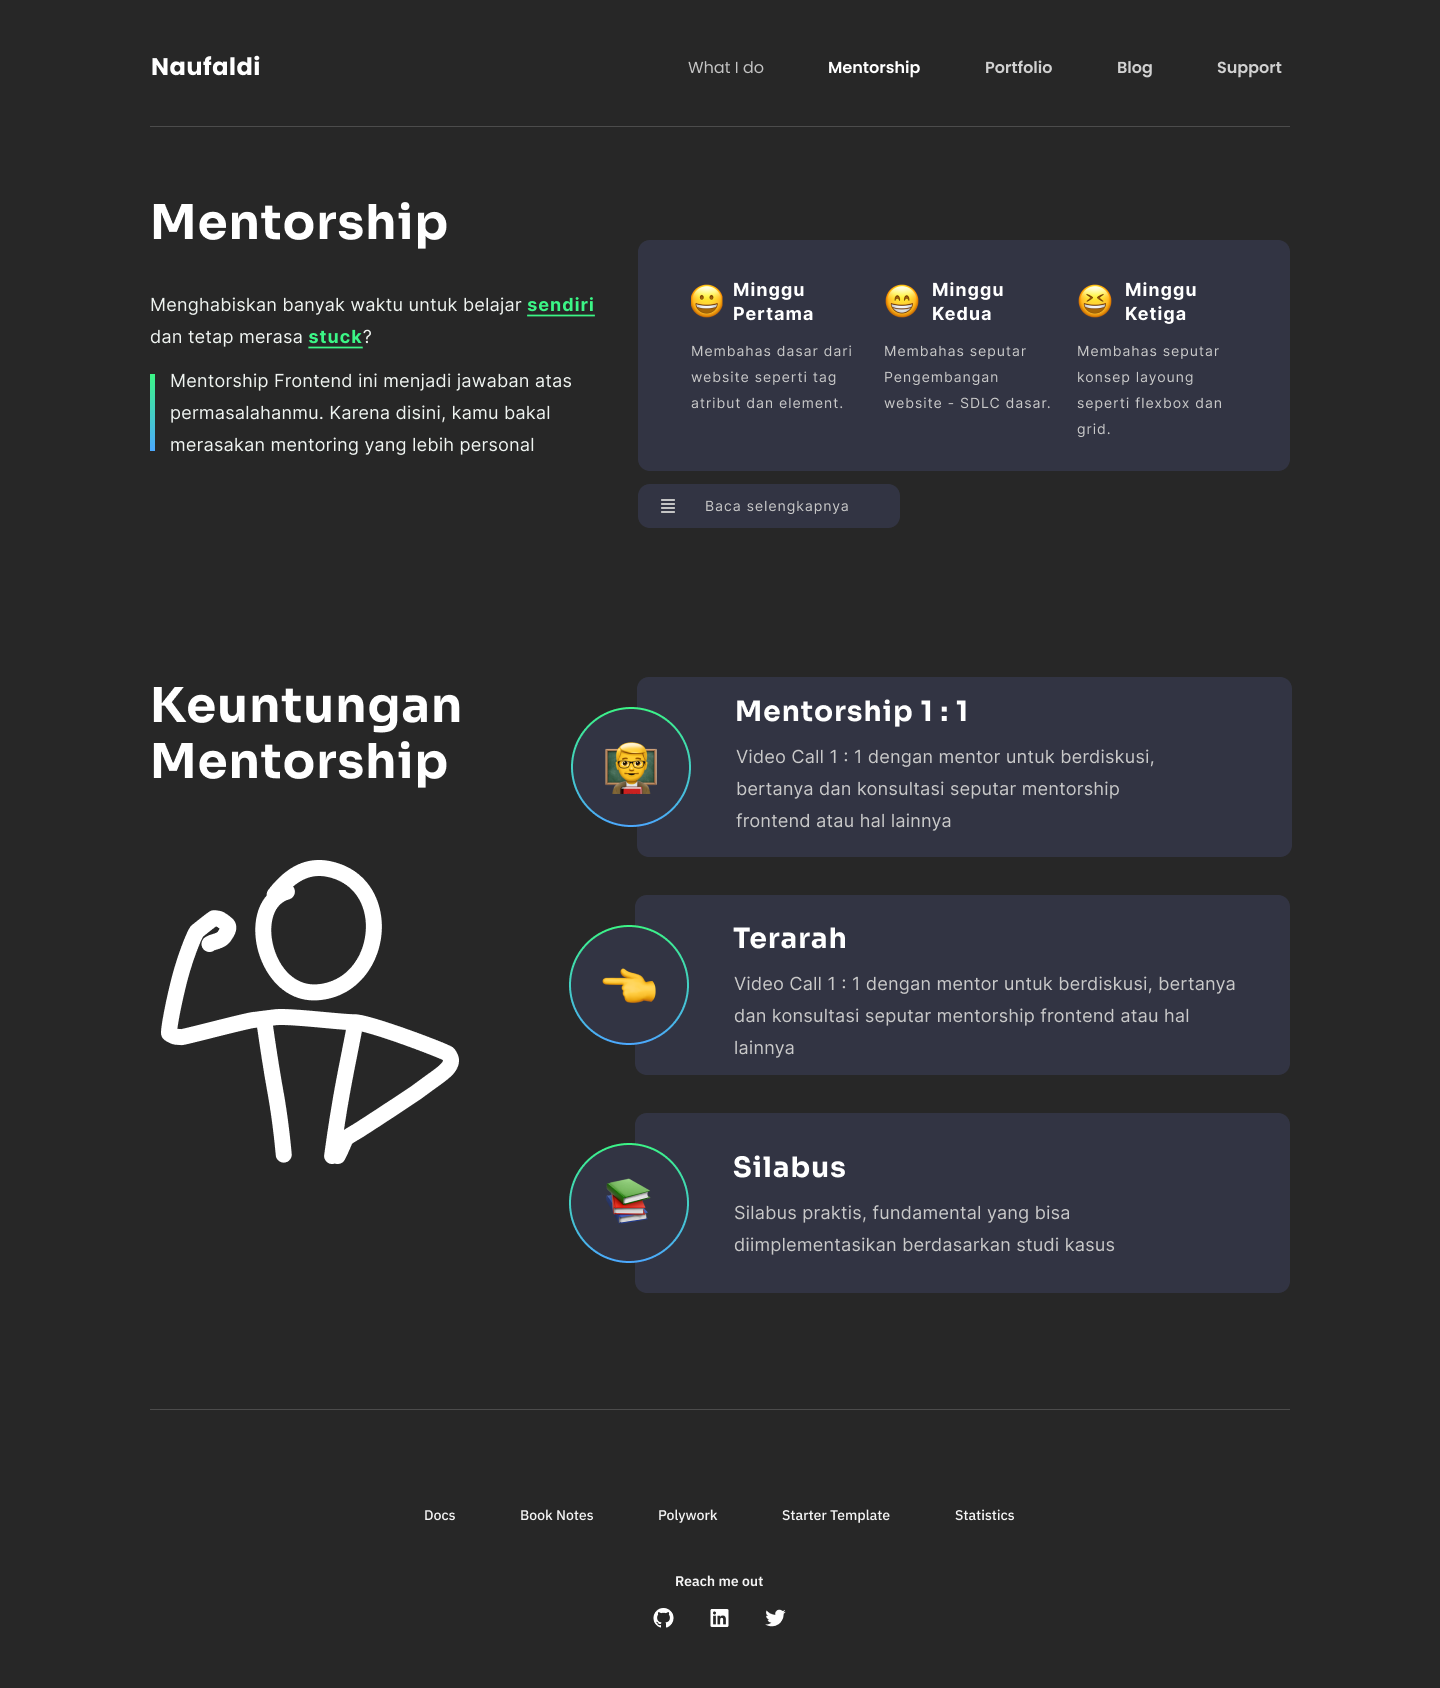 Naufaldi
What I do
Mentorship
Portfolio
Blog
Support
Mentorship
Menghabiskan banyak waktu untuk belajar sendiri
dan tetap merasa stuck?
Mentorship Frontend ini menjadi jawaban atas
permasalahanmu. Karena disini, kamu bakal
merasakan mentoring yang lebih personal
Minggu
Pertama
Membahas dasar dari
website seperti tag
atribut dan element.
Minggu
Kedua
Membahas seputar
Pengembangan
website - SDLC dasar.
Minggu
Ketiga
Membahas seputar
konsep layoung
seperti flexbox dan
grid.
Baca selengkapnya
Keuntungan
Mentorship
Mentorship 1 : 1
Video Call 1 : 1 dengan mentor untuk berdiskusi,
bertanya dan konsultasi seputar mentorship
frontend atau hal lainnya
Terarah
Video Call 1 : 1 dengan mentor untuk berdiskusi, bertanya
dan konsultasi seputar mentorship frontend atau hal
lainnya
Silabus
Silabus praktis, fundamental yang bisa
diimplementasikan berdasarkan studi kasus
Docs
Book Notes
Polywork
Starter Template
Statistics
Reach me out